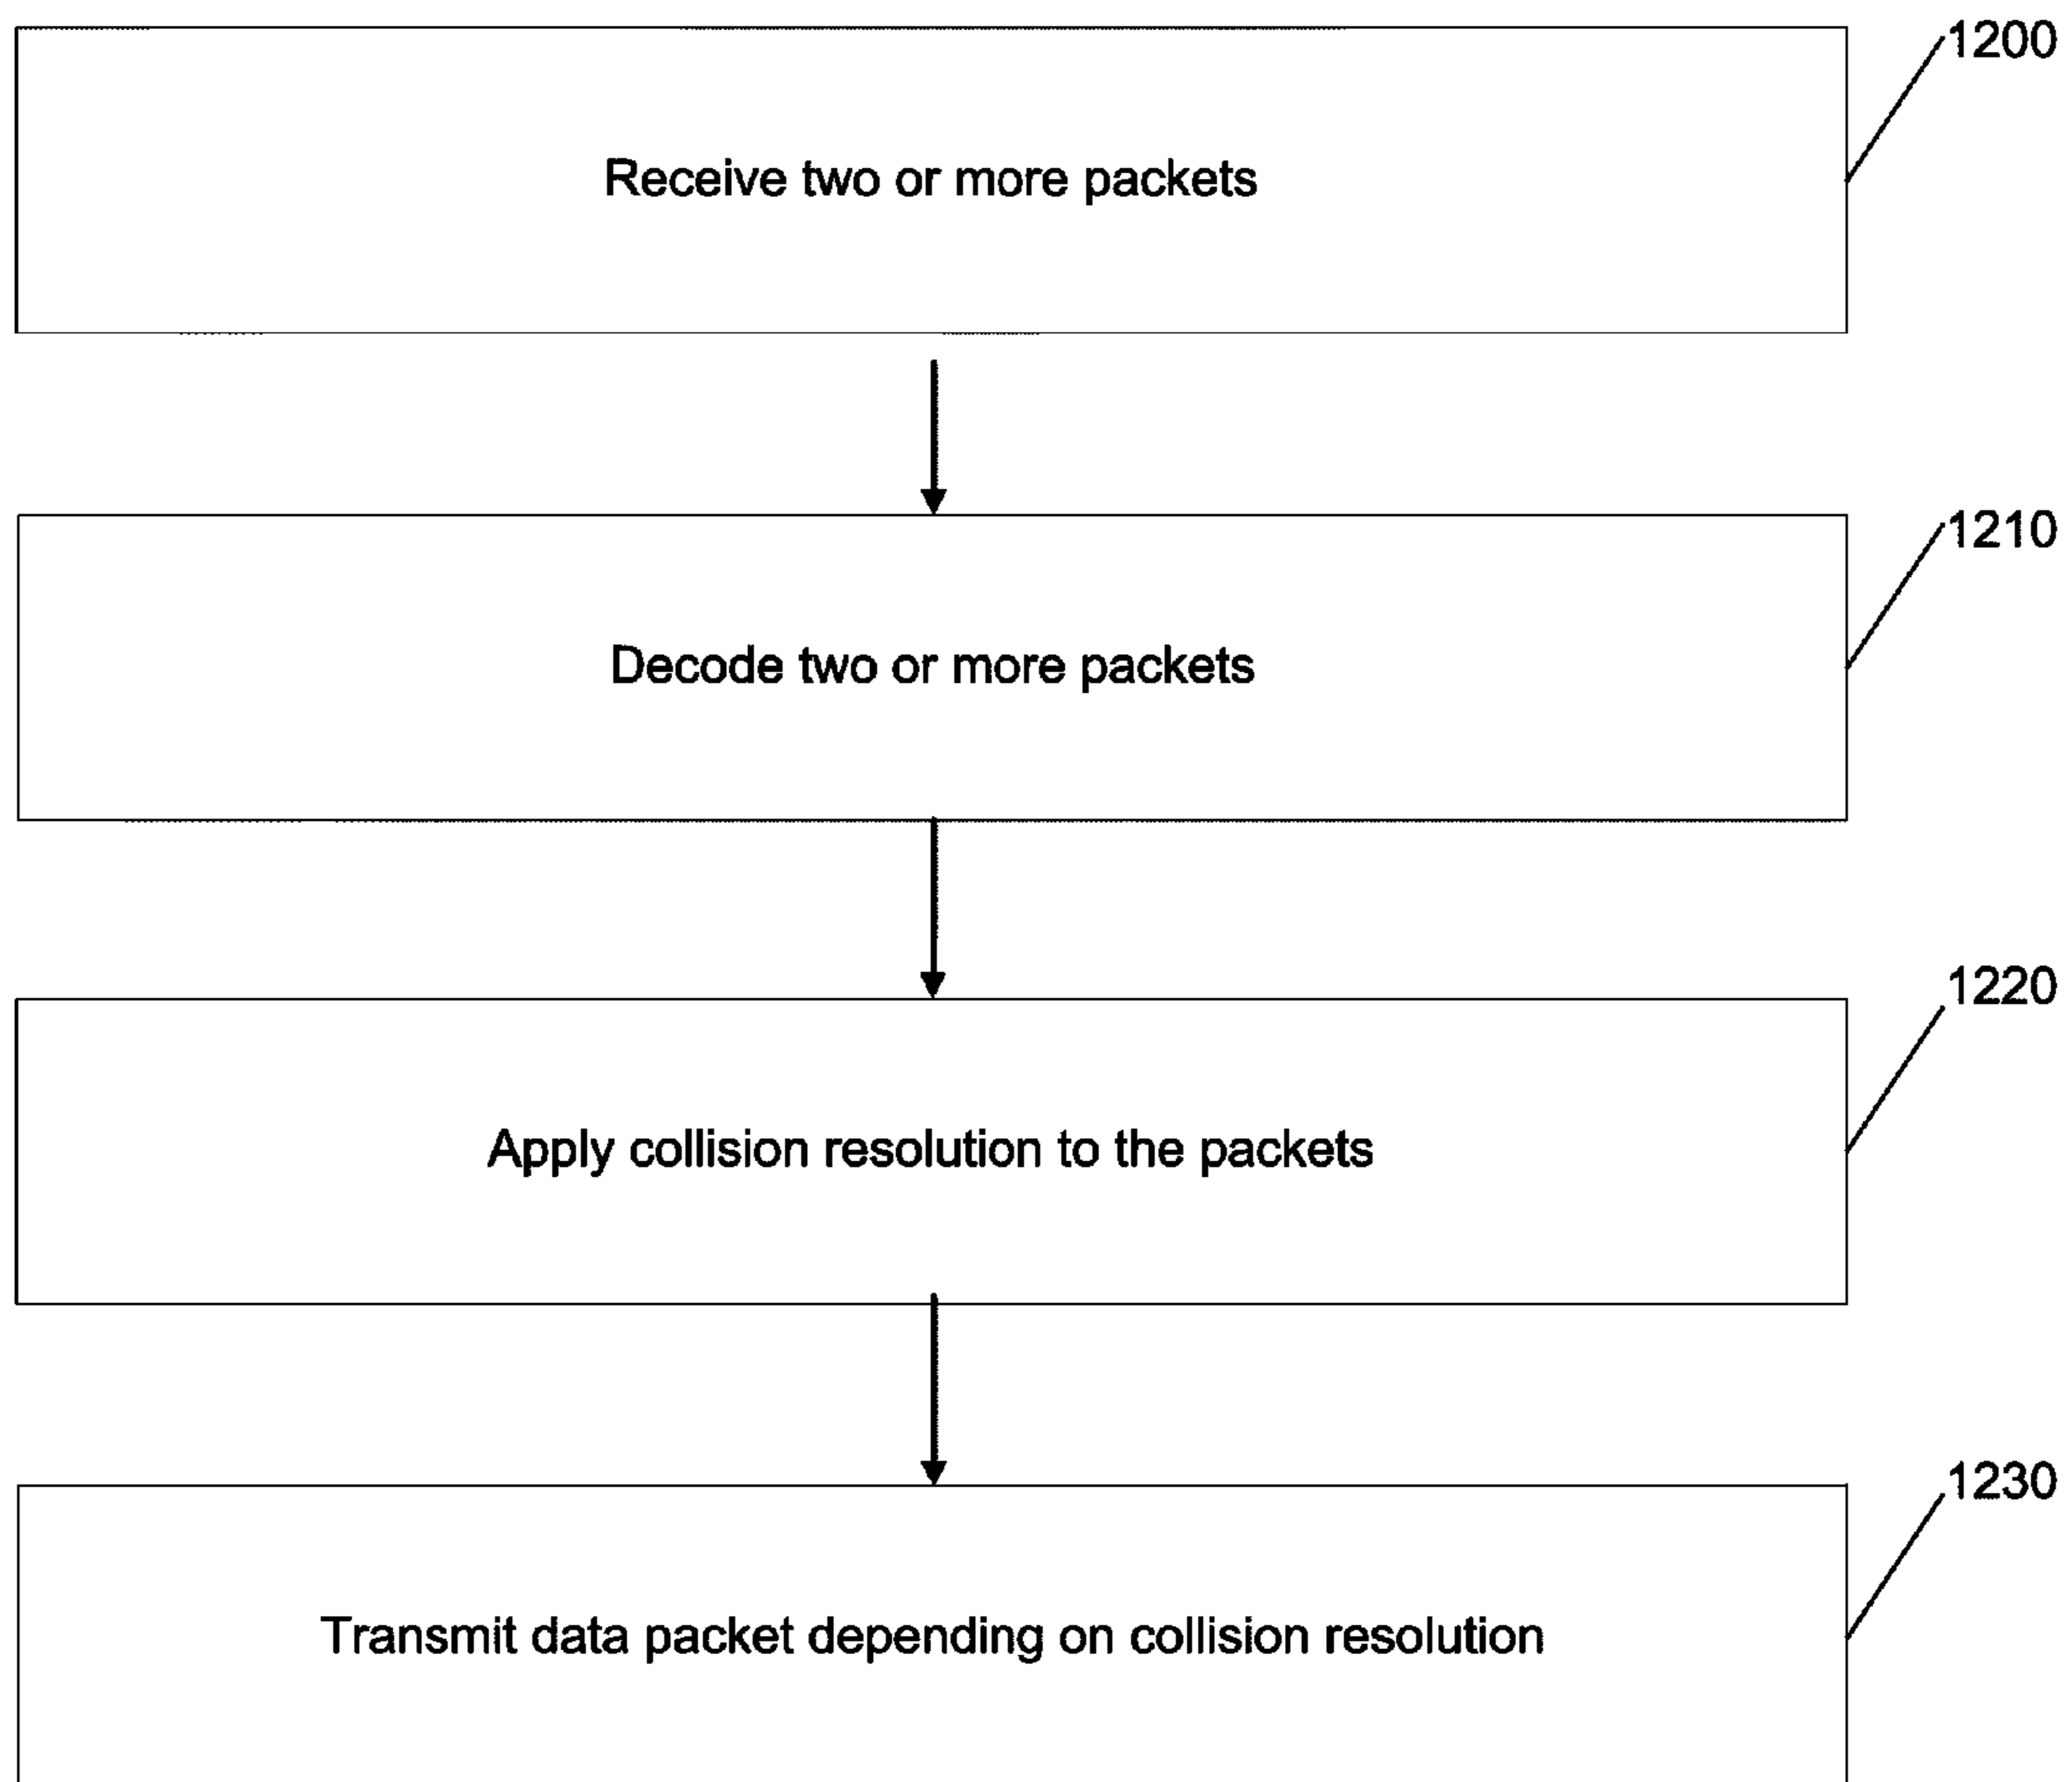 1200
Receive two or more packets
1210
Decode two or more packets
1220
Apply collision resolution to the packets
1230
Transmit data packet depending on collision resolution